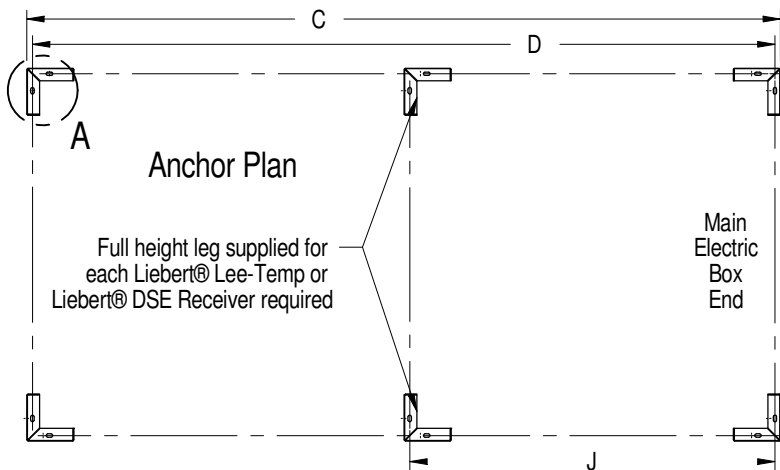 C
D
A
Anchor Plan
Full height leg supplied for
each Liebert® Lee-Temp or
Liebert® DSE Receiver required
Main
Electric
Box
End
J